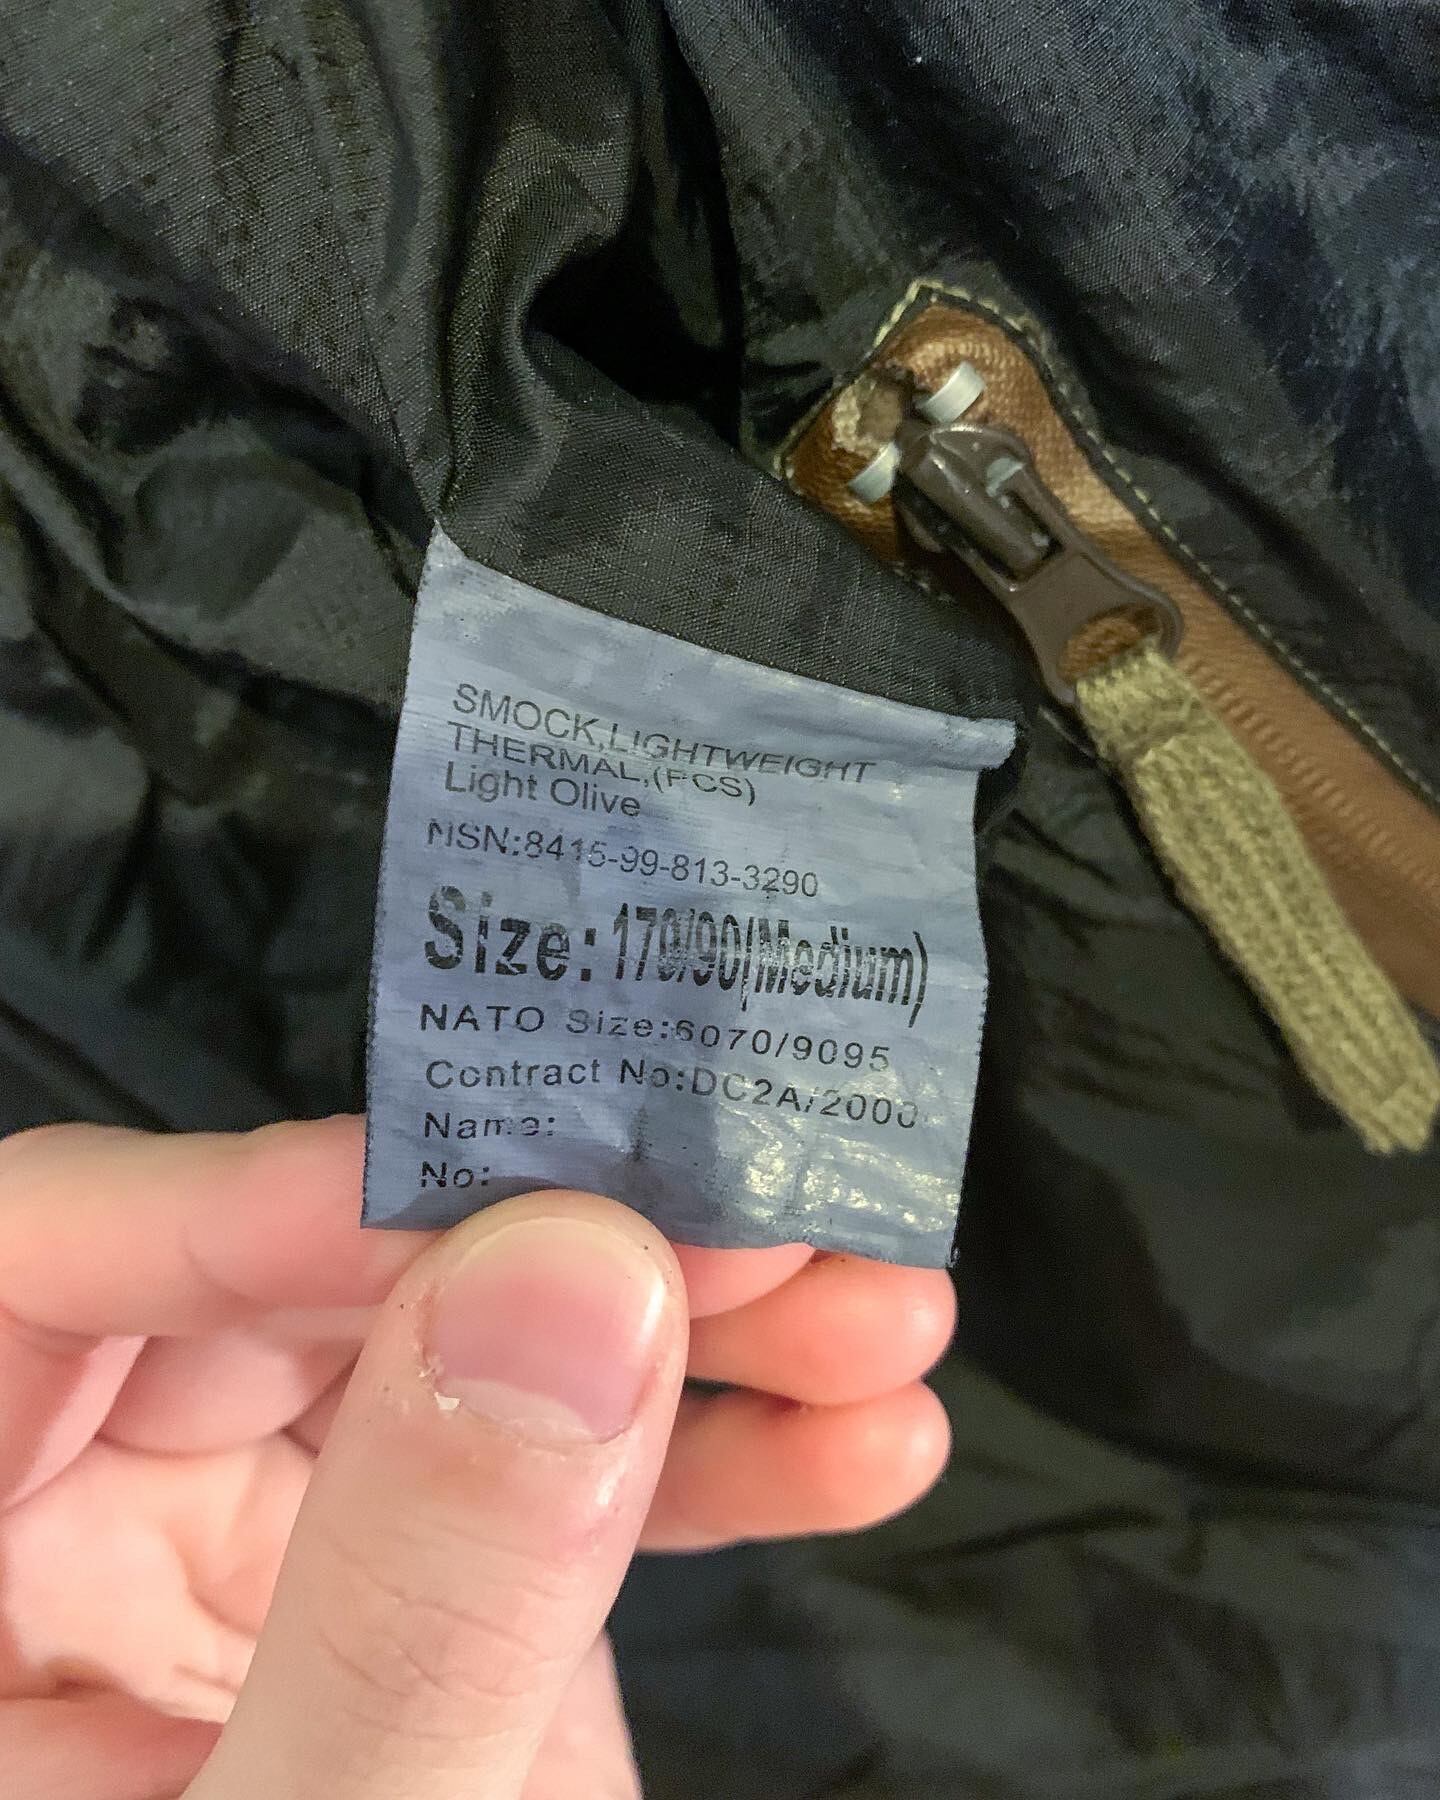 SMOCK,LIGHTWEIGHT
THERMAL,(PCS)
Light Olive
NSN:8415-99-813-3290
Size:170/90(Medium)
NATO Size:6070/9095
Contract No:DC2A/2000
Name:
No: